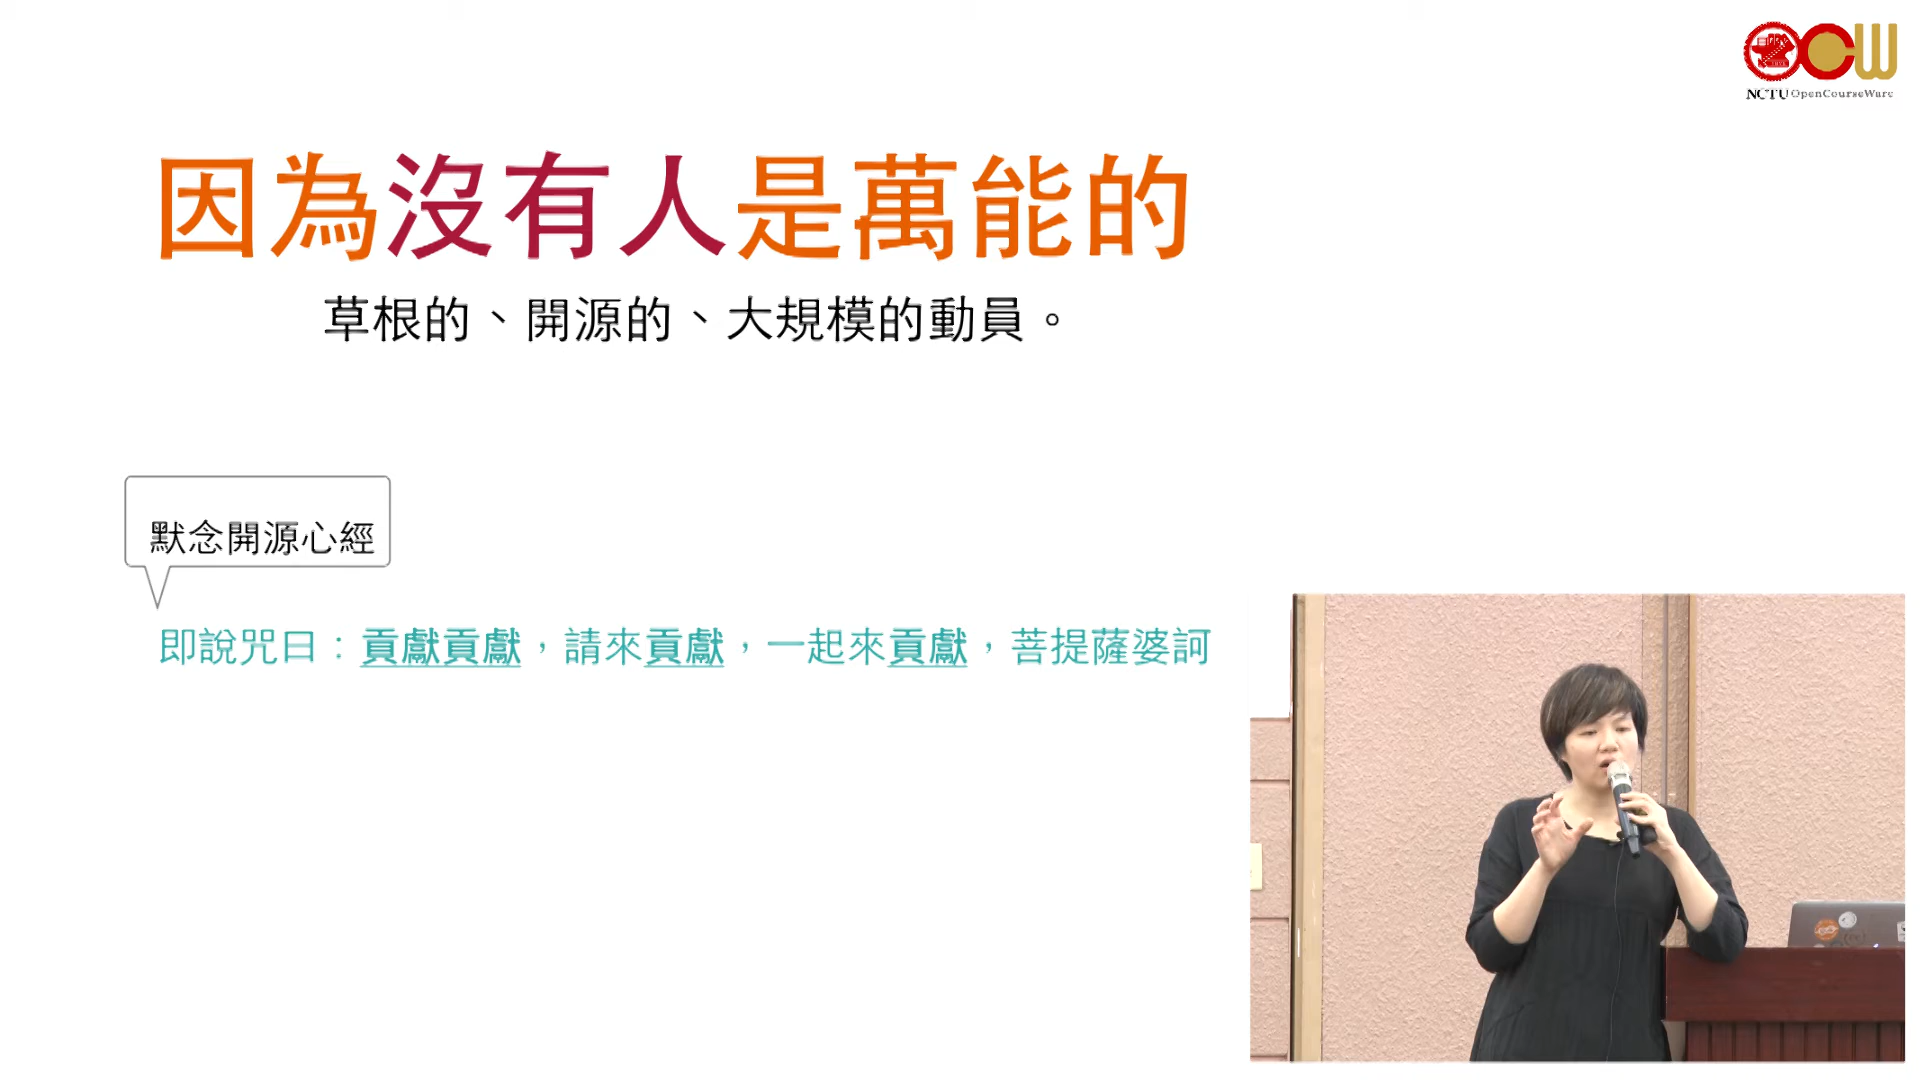 NCTU OpenCourseWare
因為沒有人是萬能的
草根的、開源的、大規模的動員。
默念開源心經
即說咒曰：貢獻貢獻，請來貢獻，一起來貢獻，菩提薩婆訶